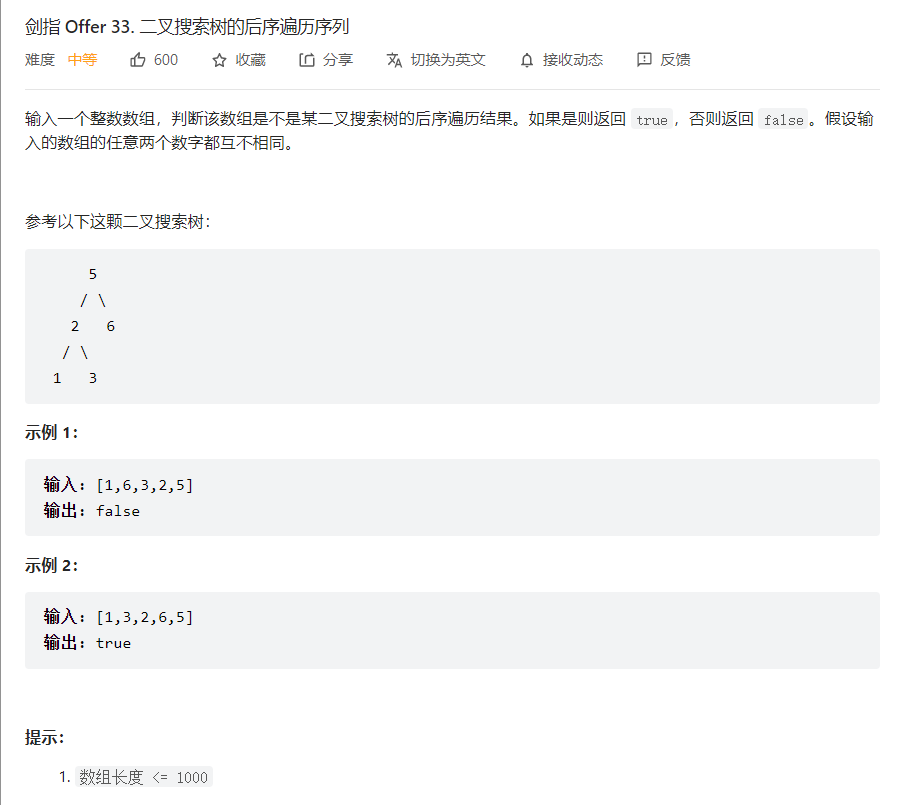 剑指 Offer 33. 二叉搜索树的后序遍历序列
难度 中等 600 收藏 分享 切换为英文 接收动态 反馈
输入一个整数数组，判断该数组是不是某二叉搜索树的后序遍历结果。如果是则返回 true，否则返回 false。假设输
入的数组的任意两个数字都互不相同。
参考以下这颗二叉搜索树：
5
/ \
2 6
/ \
1 3
示例 1：
输入：[1,6,3,2,5]
输出：false
示例 2：
输入：[1,3,2,6,5]
输出：true
提示：
1. 数组长度 <= 1000